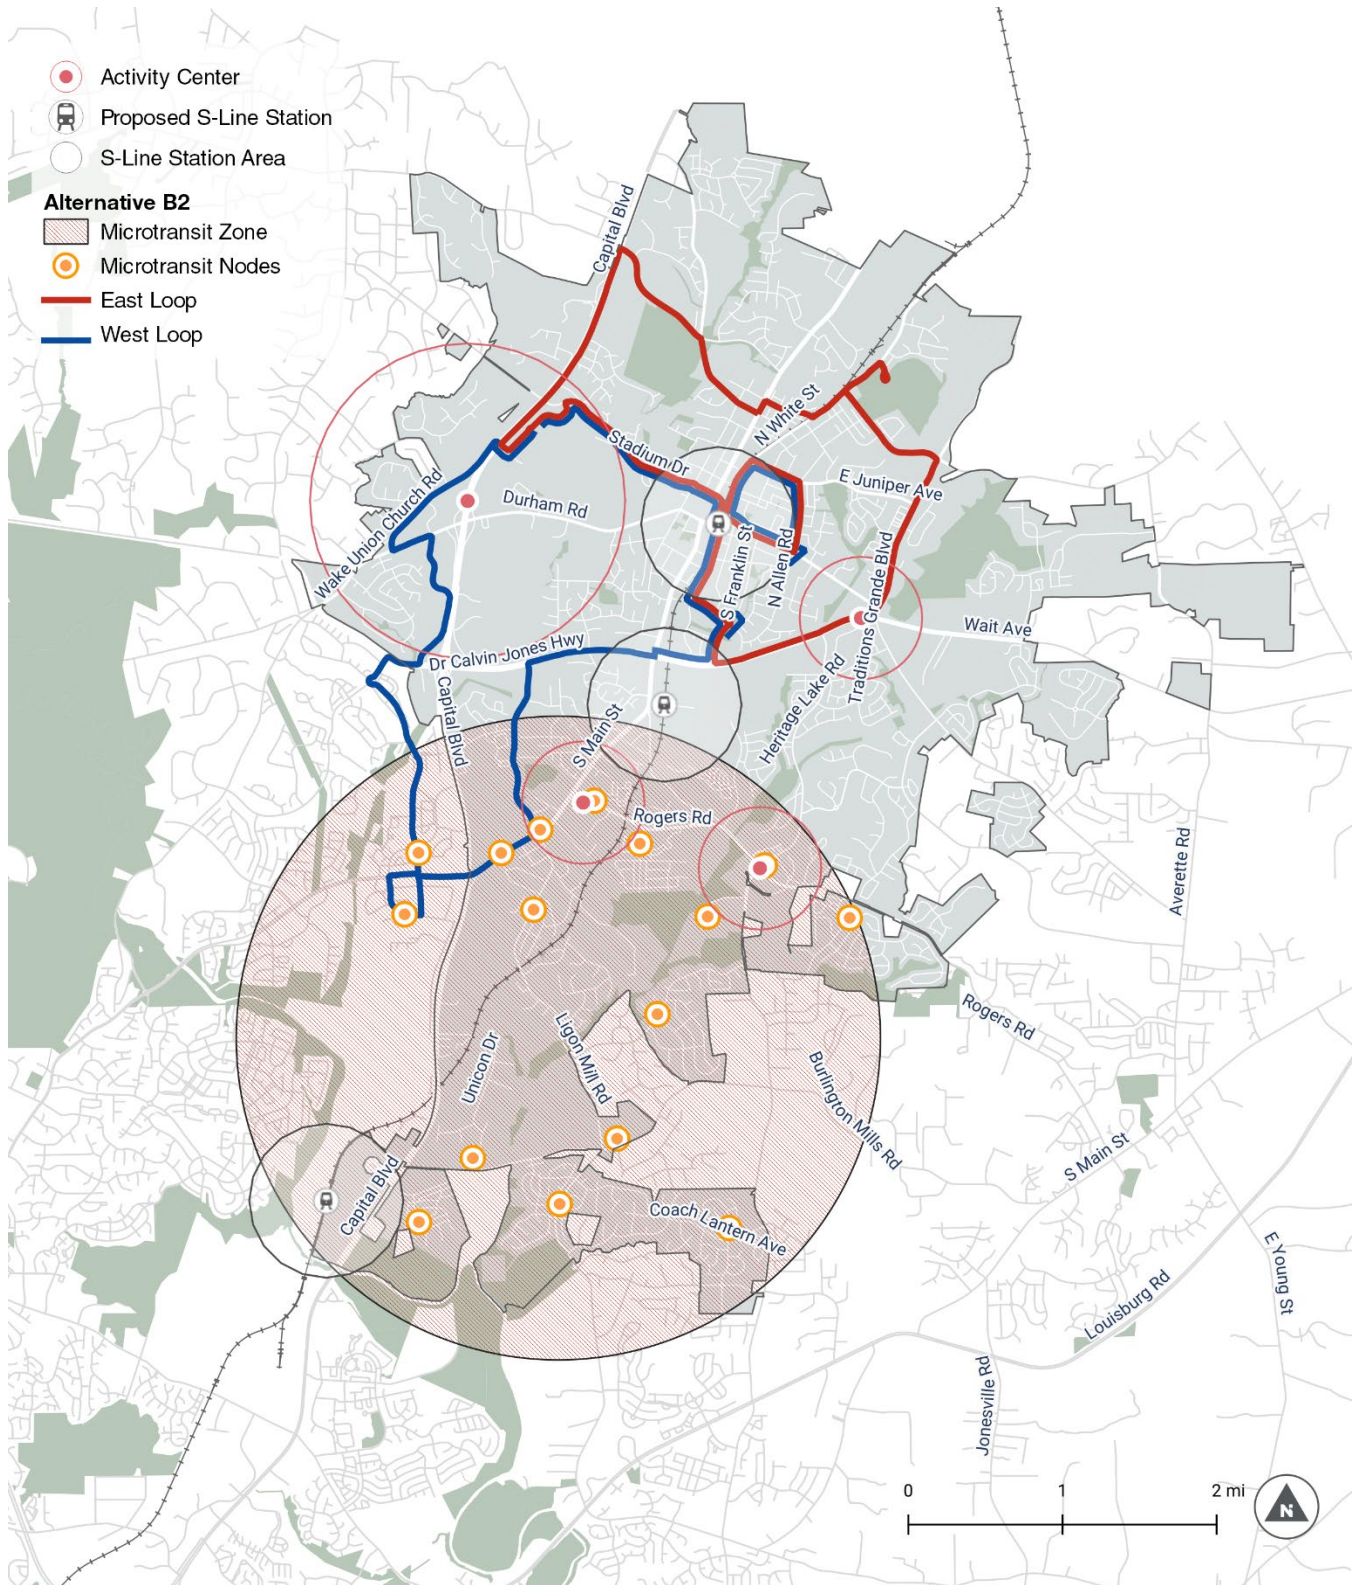 Activity Center
Proposed S-Line Station
S-Line Station Area
Alternative B2
Microtransit Zone
Microtransit Nodes
East Loop
West Loop
Capital Blvd
N White St
Stadium Dr
E Juniper Ave
Durham Rd
Wake Union Church Rd
S Franklin St
N Allen Rd
Traditions Grande Blvd
Wait Ave
Dr Calvin Jones Hwy
Heritage Lake Rd
Capital Blvd
S Main St
Rogers Rd
Averette Rd
Rogers Rd
Unicon Dr
Ligon Mill Rd
Burlington Mills Rd
S Main St
Capital Blvd
Coach Lantern Ave
E Young St
Louisburg Rd
Jonesville Rd
0 1 2 mi
N